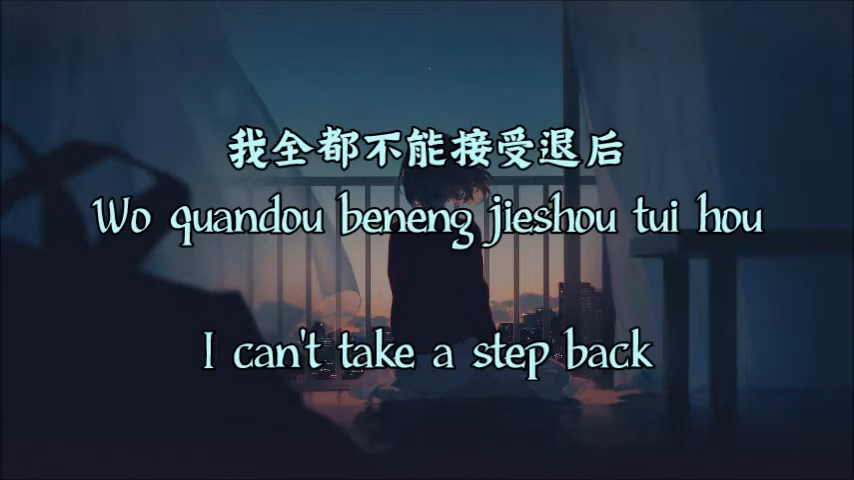 我全都不能接受退后
Wo quandou beneng jieshou tui hou
I can't take a step back